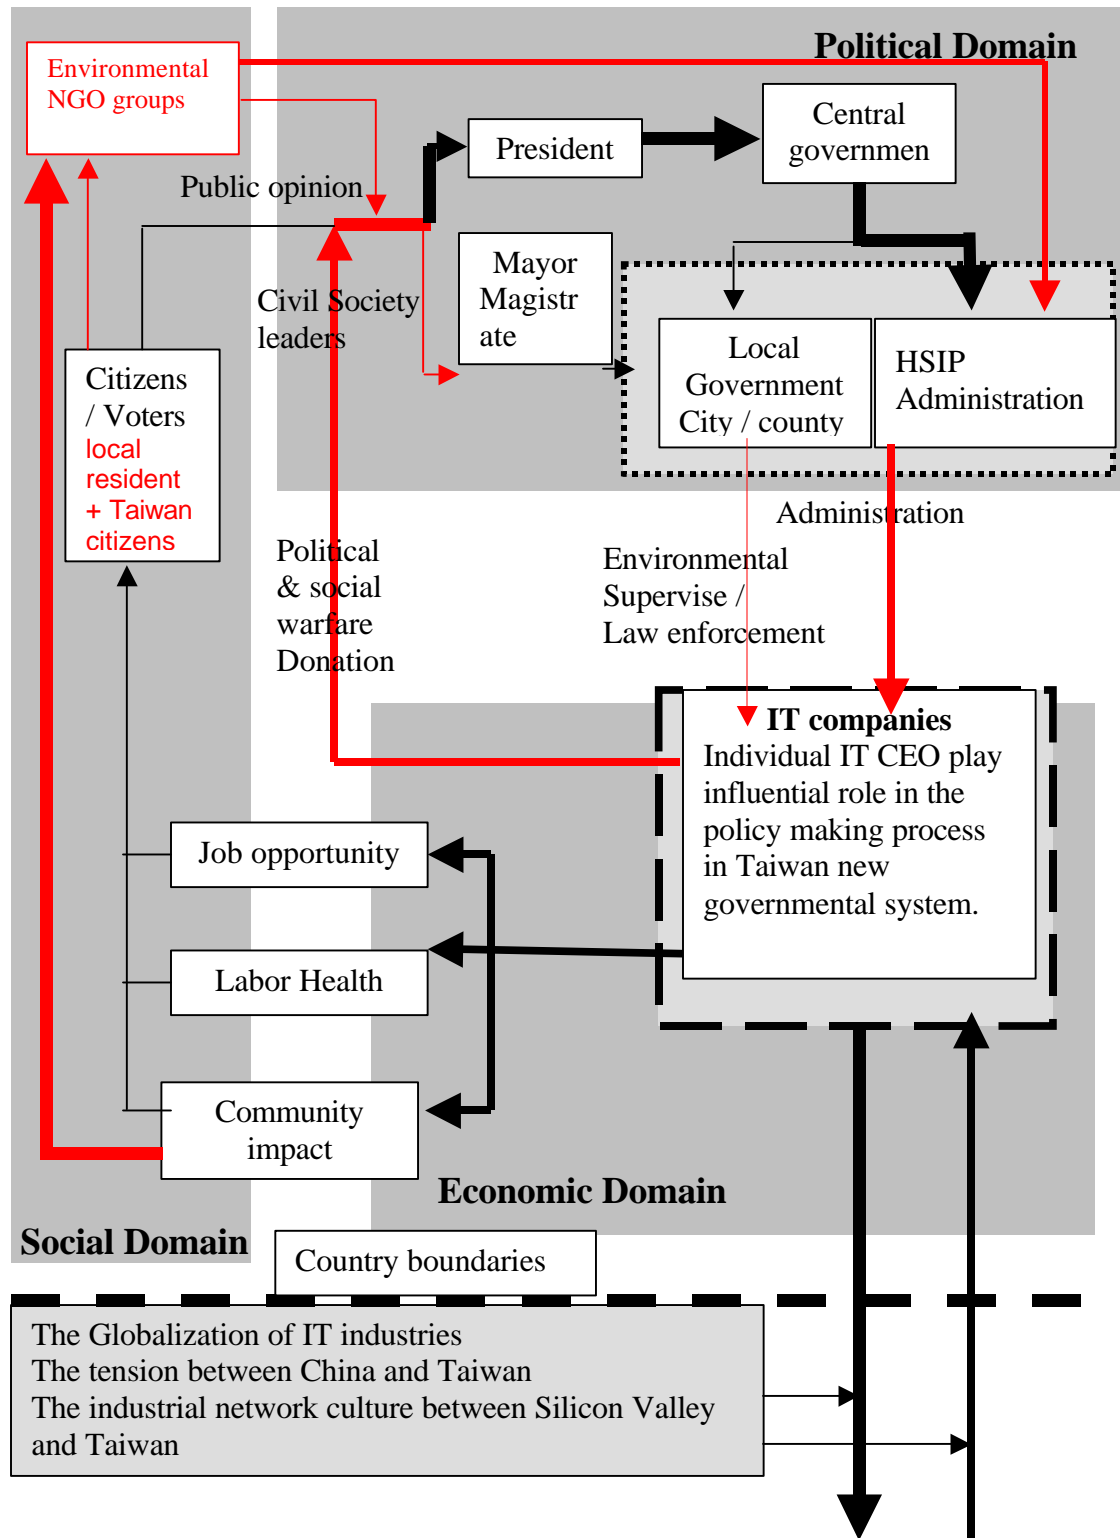 Political Domain
Environmental
NGO groups
President
Central
governmen
Public opinion
Mayor
Magistr
ate
Civil Society
leaders
Local
Government
City / county
HSIP
Administration
Citizens
/ Voters
local
resident
+ Taiwan
citizens
Administration
Political
& social
warfare
Donation
Environmental
Supervise /
Law enforcement
IT companies
Individual IT CEO play
influential role in the
policy making process
in Taiwan new
governmental system.
Job opportunity
Labor Health
Community
impact
Economic Domain
Social Domain
Country boundaries
The Globalization of IT industries
The tension between China and Taiwan
The industrial network culture between Silicon Valley
and Taiwan